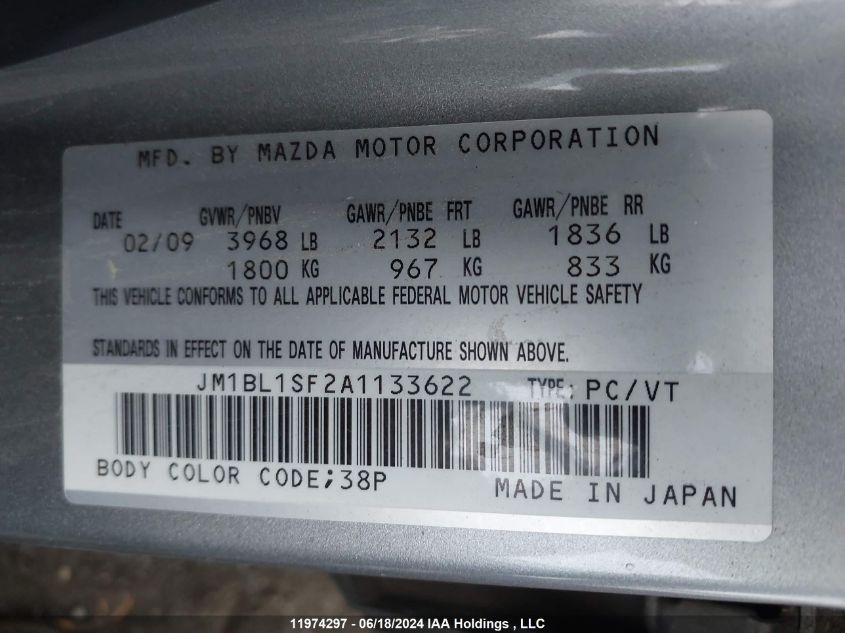 MFD. BY MAZDA MOTOR CORPORATION
DATE GVWR/PNBV GAWR/PNBE FRT GAWR/PNBE RR
02/09 3968 LB 2132 LB 1836 LB
1800 KG 967 KG 833 KG
THIS VEHICLE CONFORMS TO ALL APPLICABLE FEDERAL MOTOR VEHICLE SAFETY
STANDARDS IN EFFECT ON THE DATE OF MANUFACTURE SHOWN ABOVE.
JM1BL1SF2A1133622 TYPE: PC/VT
BODY COLOR CODE;38P
MADE IN JAPAN
11974297 - 06/18/2024 IAA Holdings , LLC